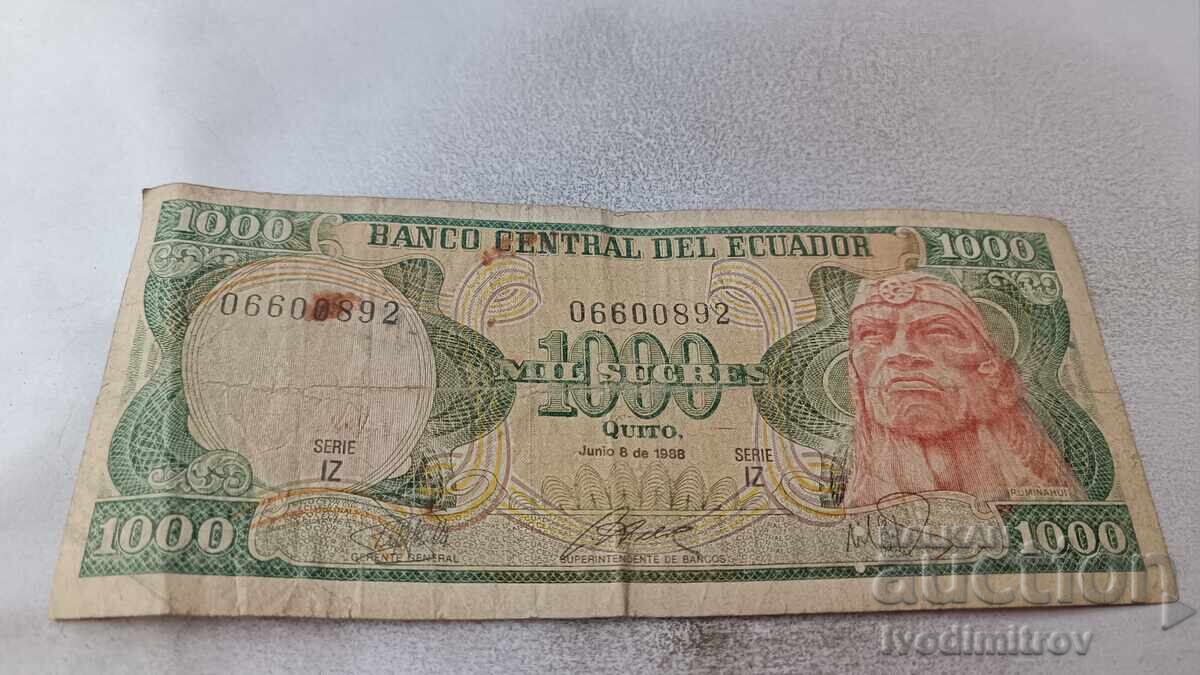 1000 BANCO CENTRAL DEL ECUADOR 1000
06600892 06600892
1000
MIL SUCRES
QUITO,
Junio 8 de 1988
SERIE
IZ
SERIE
IZ
RUMIÑAHUI
1000 1000
GERENTE GENERAL SUPERINTENDENTE DE BANCOS
BALKAN
auction
ivodimitrov